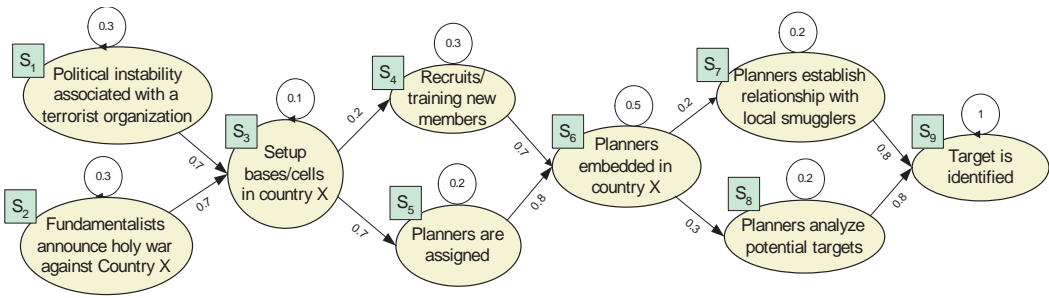 0.3
S1
Political instability
associated with a
terrorist organization
0.7
0.3
S2
Fundamentalists
announce holy war
against Country X
0.7
0.1
S3
Setup
bases/cells
in country X
0.2
0.7
0.3
S4
Recruits/
training new
members
0.7
0.2
S5
Planners are
assigned
0.8
0.5
S6
Planners
embedded in
country X
0.2
0.3
0.2
S7
Planners establish
relationship with
local smugglers
0.8
0.2
S8
Planners analyze
potential targets
0.8
1
S9
Target is
identified